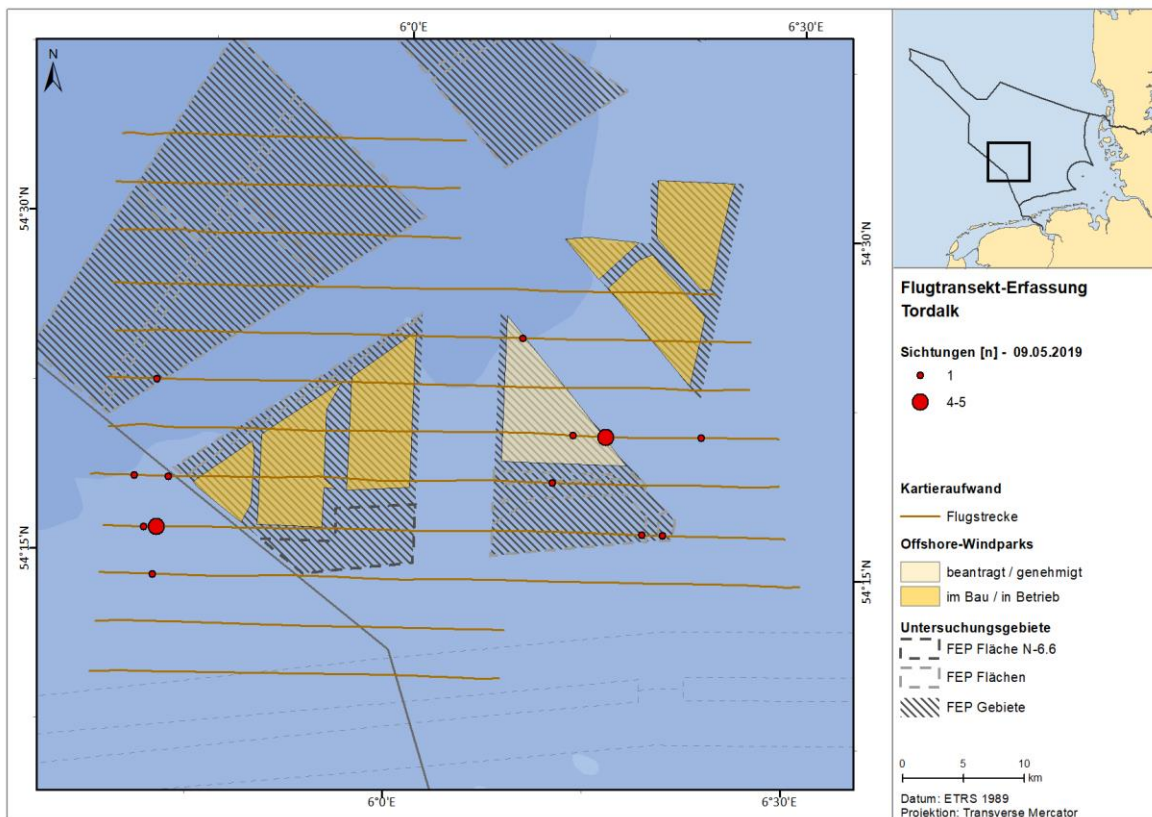 6°0'E
6°30'E
N
54°30'N
54°30'N
54°15'N
54°15'N
6°0'E
6°30'E
Flugtransekt-Erfassung
Tordalk
Sichtungen [n] - 09.05.2019
1
4-5
Kartieraufwand
Flugstrecke
Offshore-Windparks
beantragt / genehmigt
im Bau / in Betrieb
Untersuchungsgebiete
FEP Fläche N-6.6
FEP Flächen
FEP Gebiete
0 5 10
km
Datum: ETRS 1989
Projektion: Transverse Mercator